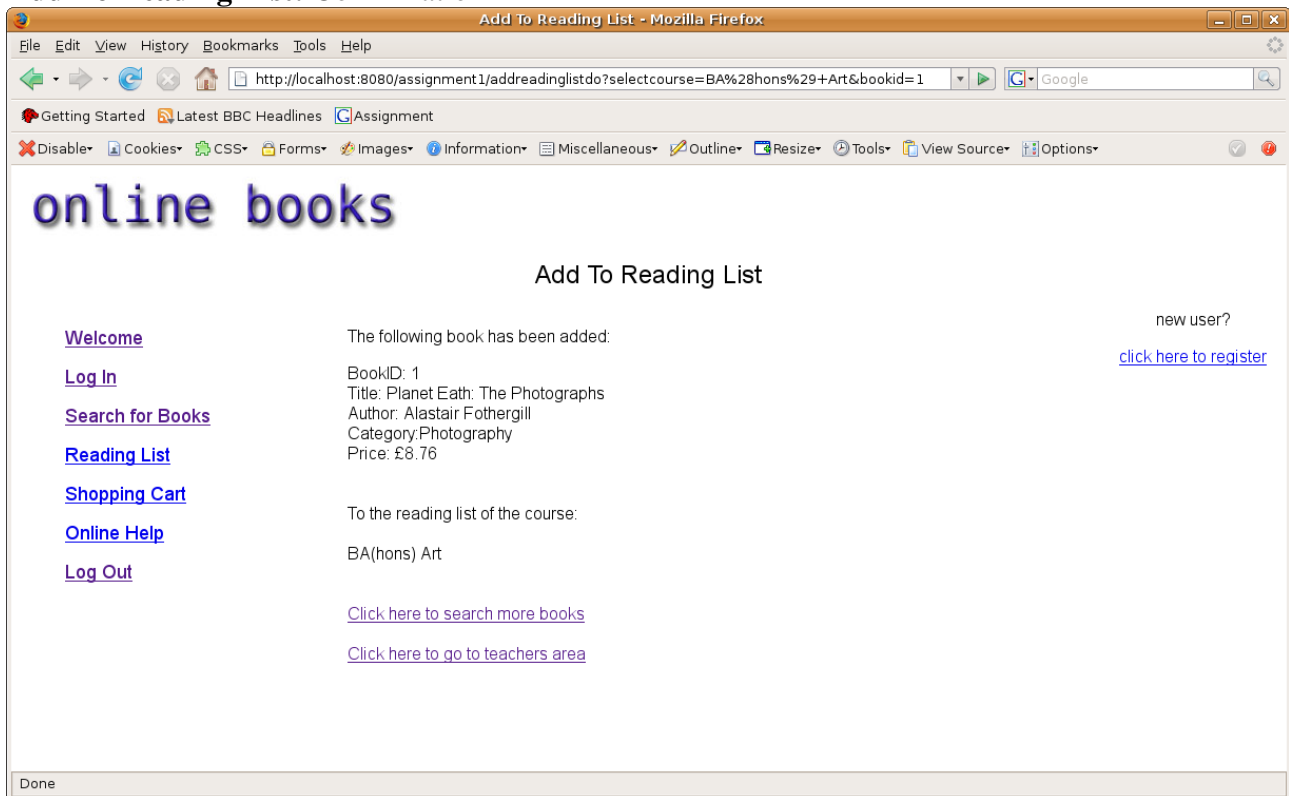 Add To Reading List - Mozilla Firefox
File Edit View History Bookmarks Tools Help
http://localhost:8080/assignment1/addreadinglistdo?selectcourse=BA%28hons%29+Art&bookid=1 G Google
Getting Started Latest BBC Headlines G Assignment
Disable Cookies CSS Forms Images Information Miscellaneous Outline Resize Tools View Source Options
online books
Add To Reading List
new user?
click here to register
Welcome
Log In
Search for Books
Reading List
Shopping Cart
Online Help
Log Out
The following book has been added:
BookID: 1
Title: Planet Eath: The Photographs
Author: Alastair Fothergill
Category:Photography
Price: £8.76
To the reading list of the course:
BA(hons) Art
Click here to search more books
Click here to go to teachers area
Done